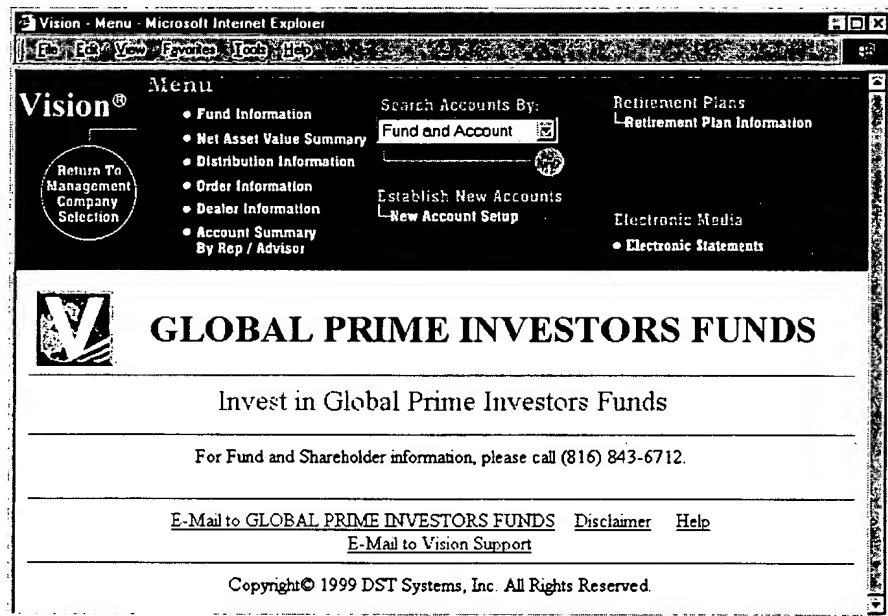 Vision - Menu - Microsoft Internet Explorer
File Edit View Favorites Tools Help
Vision®
Return To
Management
Company
Selection
Menu
• Fund Information
• Net Asset Value Summary
• Distribution Information
• Order Information
• Dealer Information
• Account Summary
By Rep / Advisor
Search Accounts By:
Fund and Account
Establish New Accounts
New Account Setup
Retirement Plans
Retirement Plan Information
Electronic Media
• Electronic Statements
V
GLOBAL PRIME INVESTORS FUNDS
Invest in Global Prime Investors Funds
For Fund and Shareholder information, please call (816) 843-6712.
E-Mail to GLOBAL PRIME INVESTORS FUNDS Disclaimer Help
E-Mail to Vision Support
Copyright© 1999 DST Systems, Inc. All Rights Reserved.